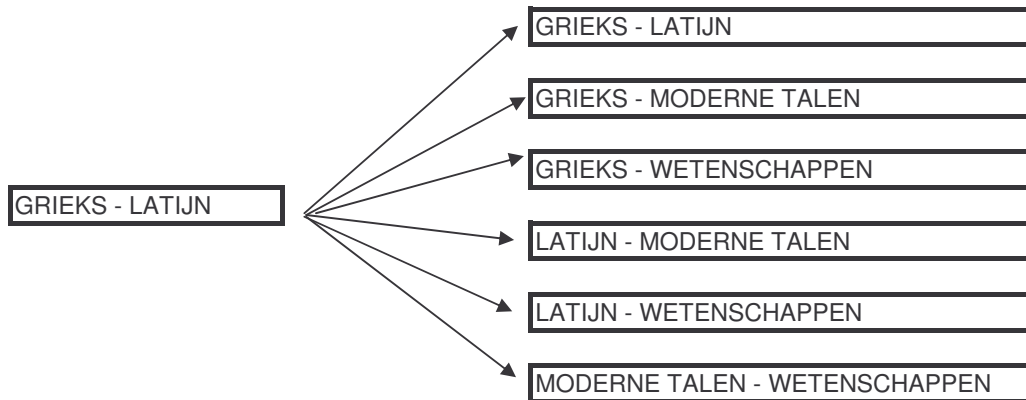 GRIEKS - LATIJN
GRIEKS - MODERNE TALEN
GRIEKS - WETENSCHAPPEN
GRIEKS - LATIJN
LATIJN - MODERNE TALEN
LATIJN - WETENSCHAPPEN
MODERNE TALEN - WETENSCHAPPEN